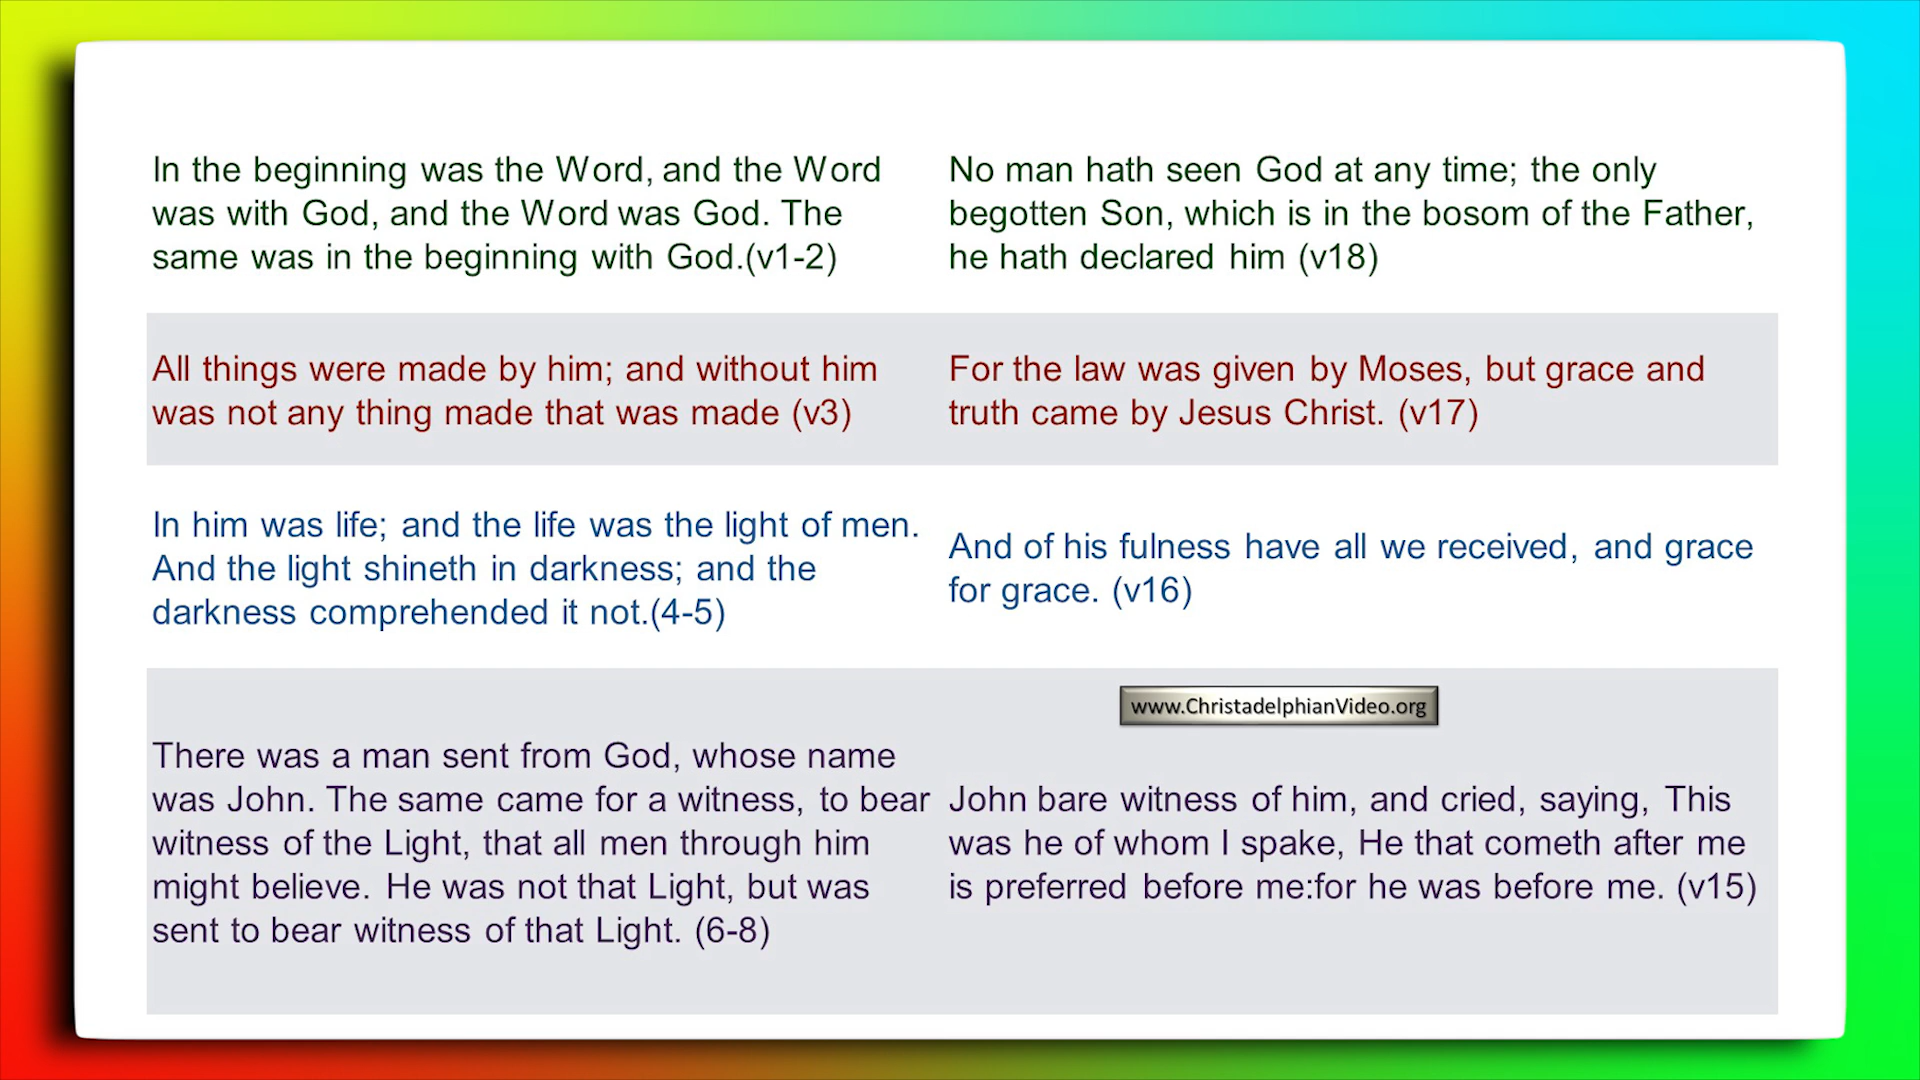 In the beginning was the Word, and the Word
was with God, and the Word was God. The
same was in the beginning with God.(v1-2)
No man hath seen God at any time; the only
begotten Son, which is in the bosom of the Father,
he hath declared him (v18)
All things were made by him; and without him
was not any thing made that was made (v3)
For the law was given by Moses, but grace and
truth came by Jesus Christ. (v17)
In him was life; and the life was the light of men.
And the light shineth in darkness; and the
darkness comprehended it not.(4-5)
And of his fulness have all we received, and grace
for grace. (v16)
www.ChristadelphianVideo.org
There was a man sent from God, whose name
was John. The same came for a witness, to bear
witness of the Light, that all men through him
might believe. He was not that Light, but was
sent to bear witness of that Light. (6-8)
John bare witness of him, and cried, saying, This
was he of whom I spake, He that cometh after me
is preferred before me:for he was before me. (v15)